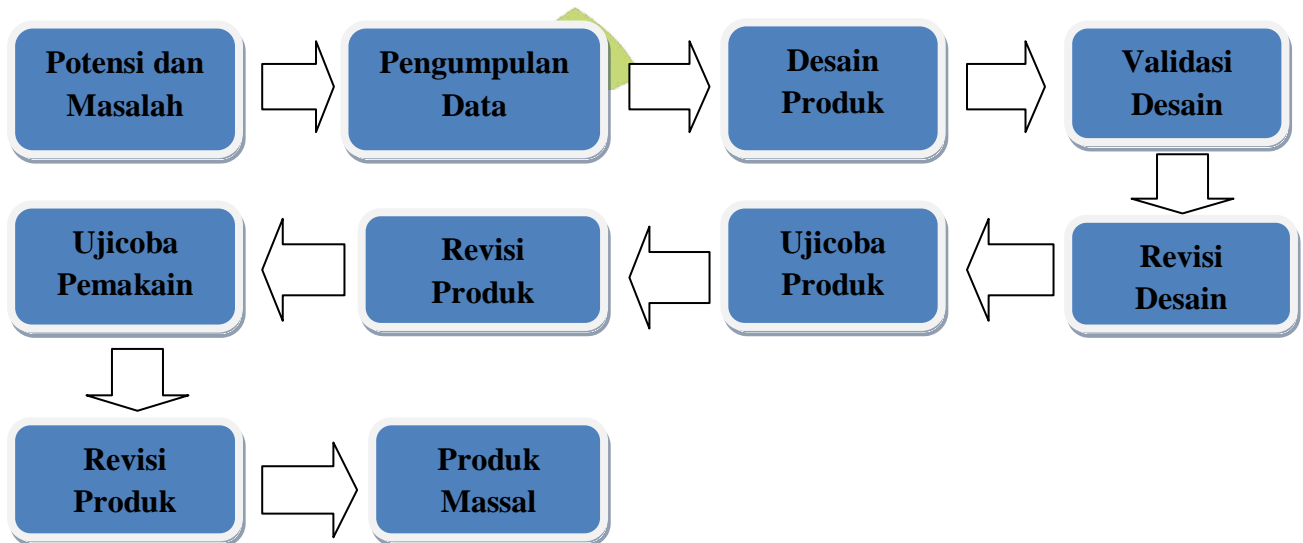 Potensi dan
Masalah
Pengumpulan
Data
Desain
Produk
Validasi
Desain
Revisi
Desain
Ujicoba
Produk
Revisi
Produk
Ujicoba
Pemakain
Revisi
Produk
Produk
Massal